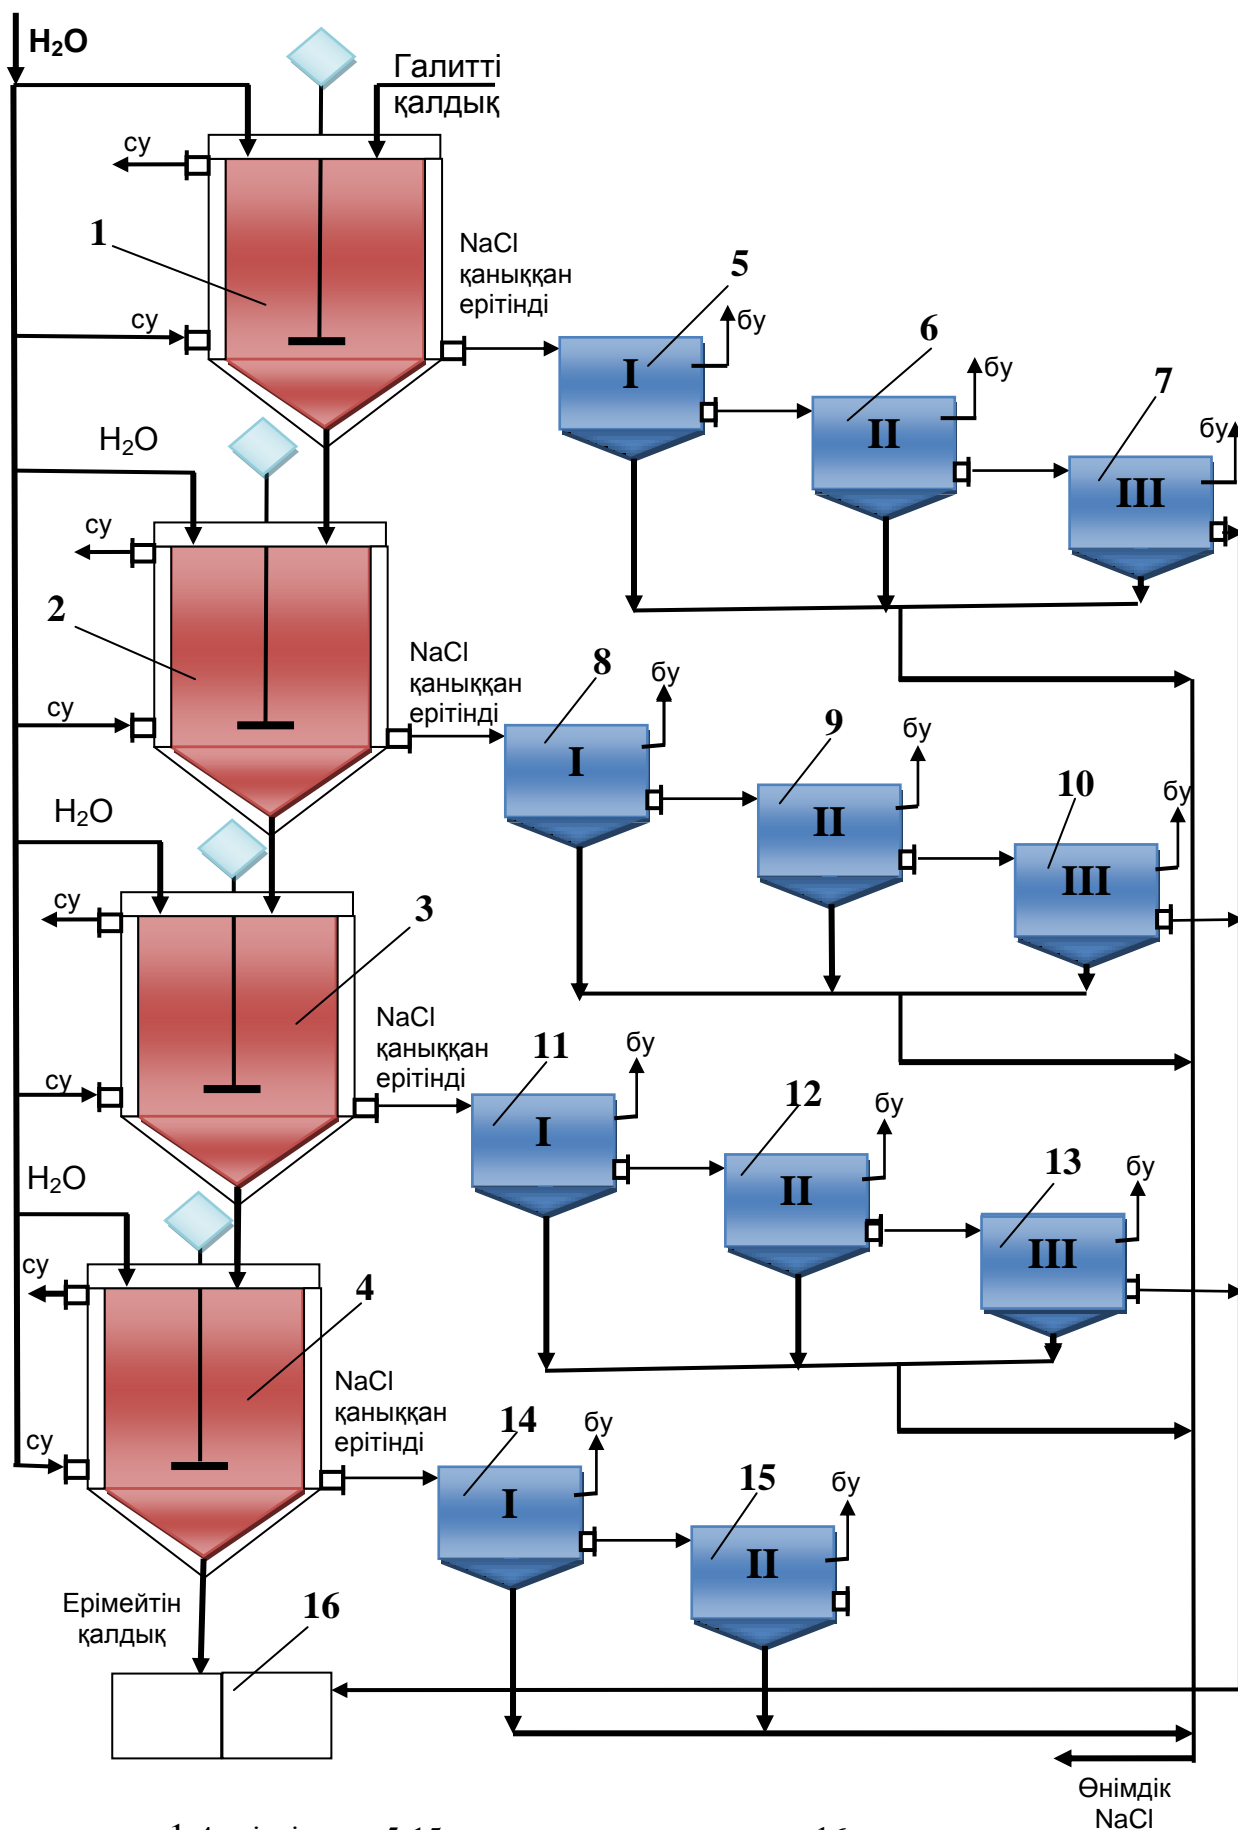 H₂O
Галитті
қалдық
су
1
су
NaCl
қаныққан
ерітінді
5
I
бу
6
II
бу
7
III
бу
H₂O
су
2
су
NaCl
қаныққан
ерітінді
8
I
бу
9
II
бу
10
III
бу
H₂O
су
3
су
NaCl
қаныққан
ерітінді
11
I
бу
12
II
бу
13
III
бу
H₂O
су
4
су
NaCl
қаныққан
ерітінді
14
I
бу
15
II
бу
Ерімейтін
қалдық
16
Өнімдік
NaCl